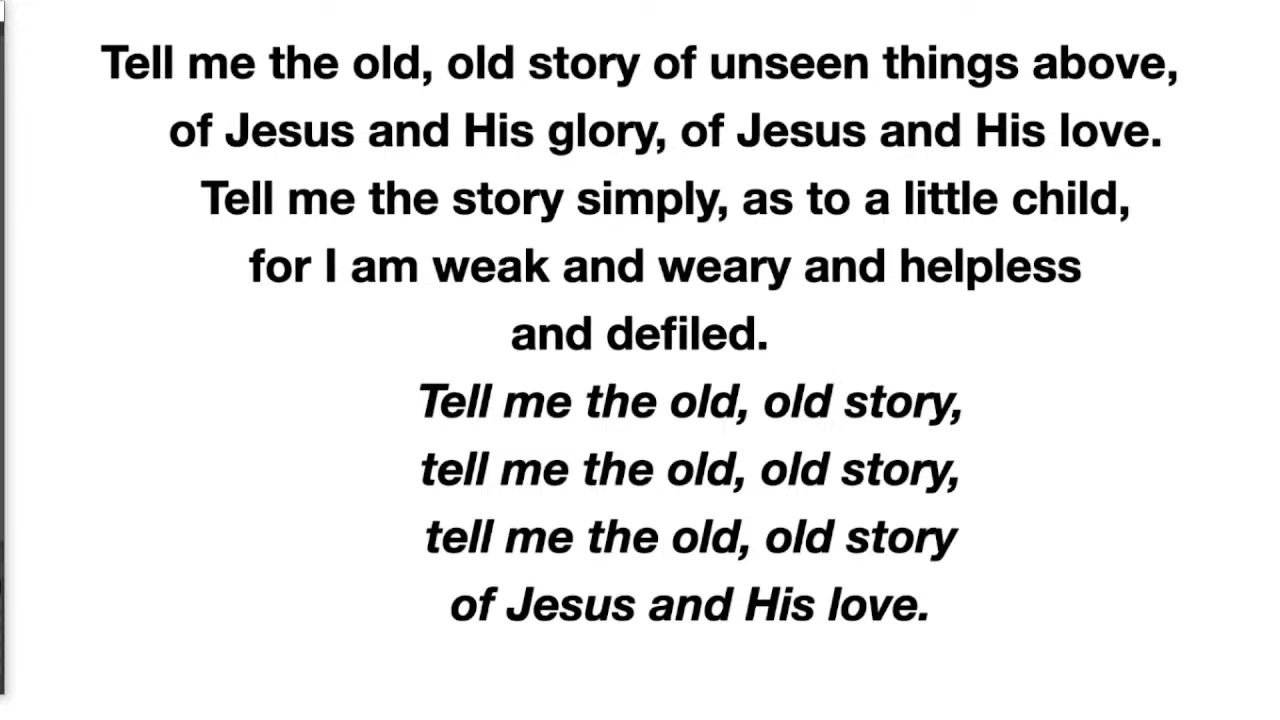 Tell me the old, old story of unseen things above,
of Jesus and His glory, of Jesus and His love.
Tell me the story simply, as to a little child,
for I am weak and weary and helpless
and defiled.
Tell me the old, old story,
tell me the old, old story,
tell me the old, old story
of Jesus and His love.